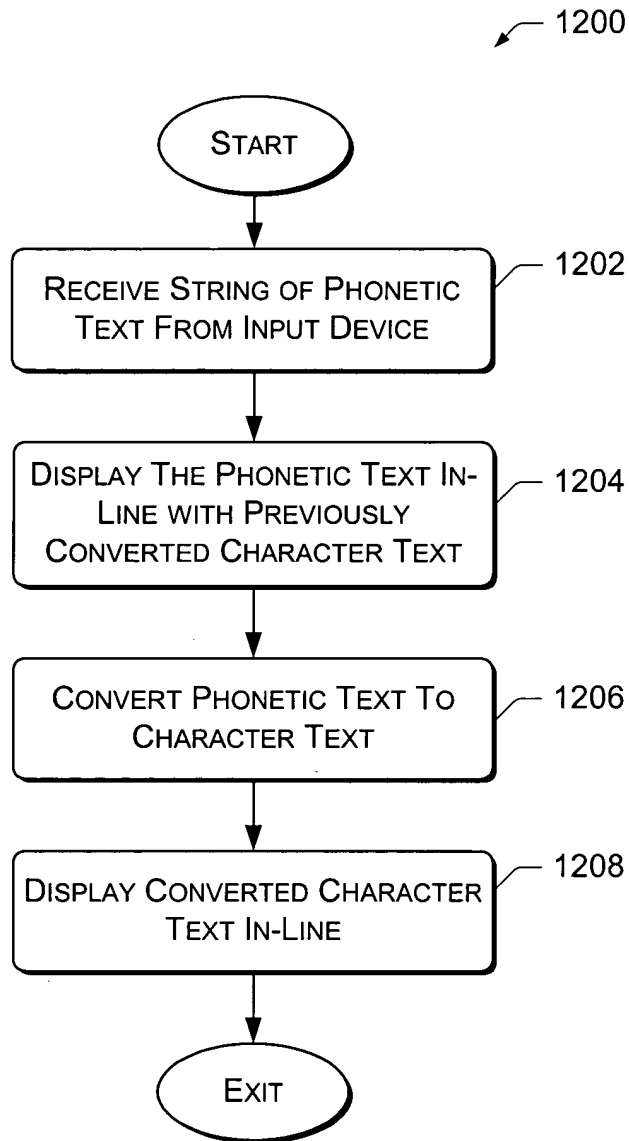 1200
START
1202
RECEIVE STRING OF PHONETIC
TEXT FROM INPUT DEVICE
1204
DISPLAY THE PHONETIC TEXT IN-
LINE WITH PREVIOUSLY
CONVERTED CHARACTER TEXT
1206
CONVERT PHONETIC TEXT TO
CHARACTER TEXT
1208
DISPLAY CONVERTED CHARACTER
TEXT IN-LINE
EXIT